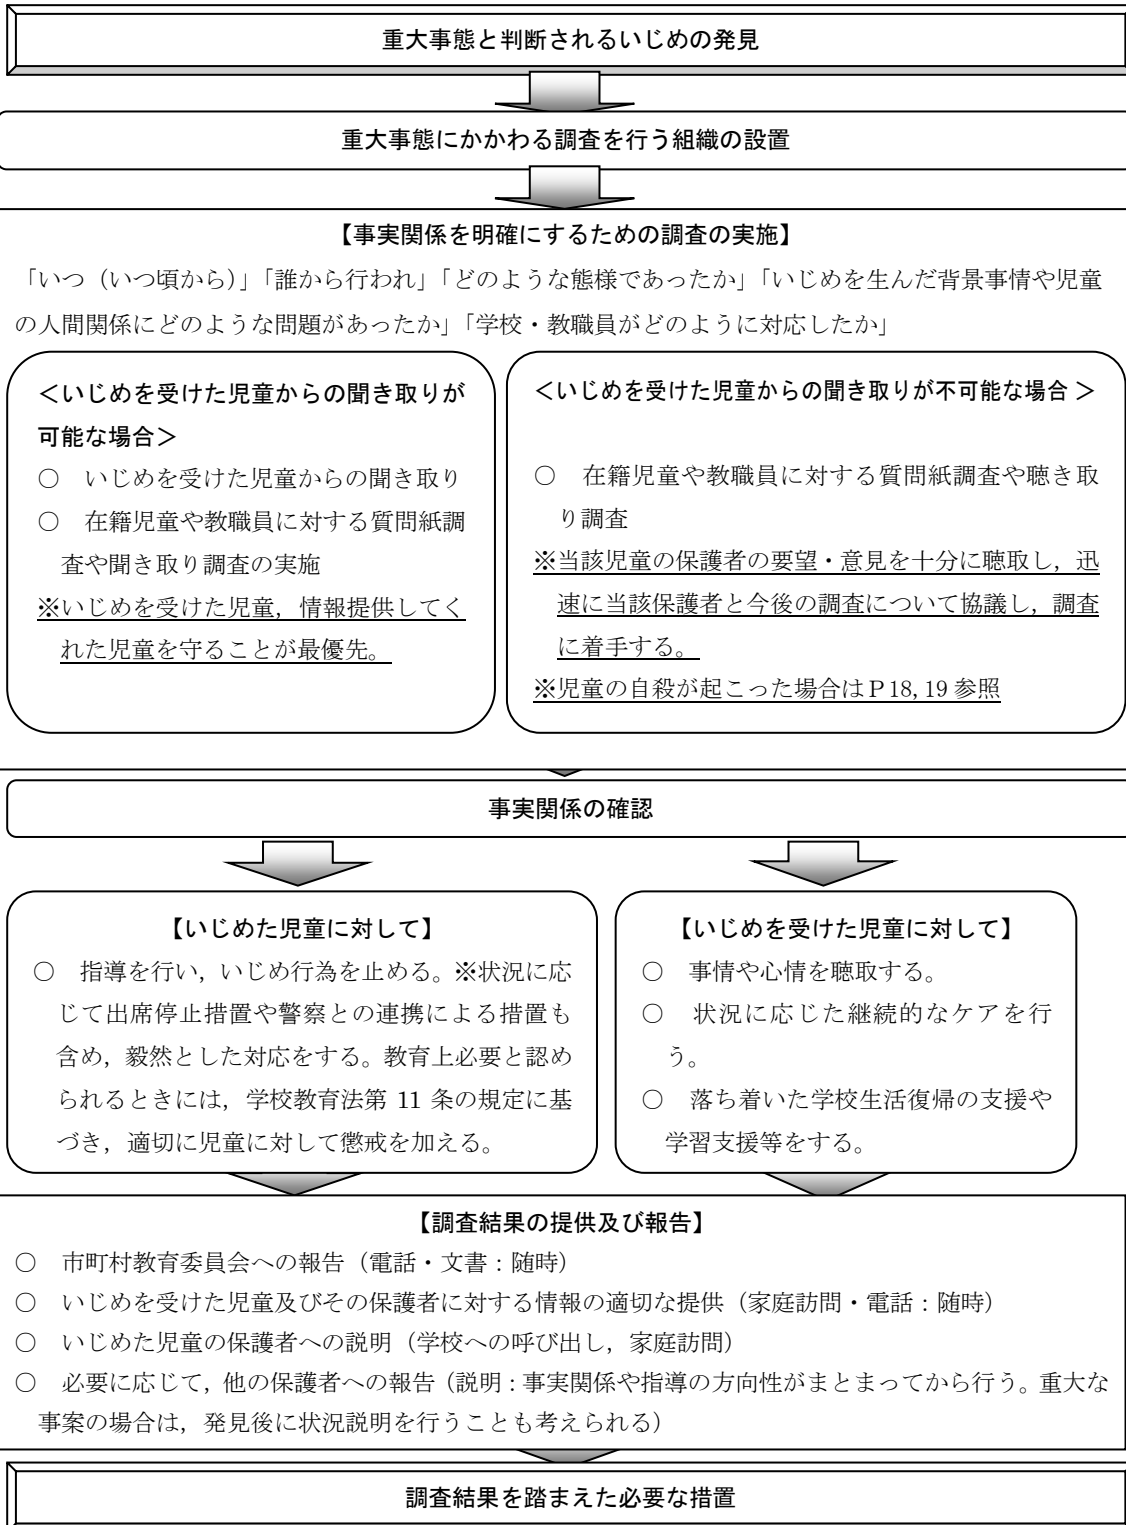 重大事態と判断されるいじめの発見
重大事態にかかわる調査を行う組織の設置
【事実関係を明確にするための調査の実施】
「いつ（いつ頃から）」「誰から行われ」「どのような態様であったか」「いじめを生んだ背景事情や児童
の人間関係にどのような問題があったか」「学校・教職員がどのように対応したか」
＜いじめを受けた児童からの聞き取りが
可能な場合＞
○　いじめを受けた児童からの聞き取り
○　在籍児童や教職員に対する質問紙調
査や聞き取り調査の実施
※いじめを受けた児童，情報提供してく
れた児童を守ることが最優先。
＜いじめを受けた児童からの聞き取りが不可能な場合 ＞
○　在籍児童や教職員に対する質問紙調査や聴き取
り調査
※当該児童の保護者の要望・意見を十分に聴取し，迅
速に当該保護者と今後の調査について協議し，調査
に着手する。
※児童の自殺が起こった場合はＰ18, 19 参照
事実関係の確認
【いじめた児童に対して】
○　指導を行い，いじめ行為を止める。※状況に応
じて出席停止措置や警察との連携による措置も
含め，毅然とした対応をする。教育上必要と認め
られるときには，学校教育法第 11 条の規定に基
づき，適切に児童に対して懲戒を加える。
【いじめを受けた児童に対して】
○　事情や心情を聴取する。
○　状況に応じた継続的なケアを行
う。
○　落ち着いた学校生活復帰の支援や
学習支援等をする。
【調査結果の提供及び報告】
○　市町村教育委員会への報告（電話・文書：随時）
○　いじめを受けた児童及びその保護者に対する情報の適切な提供（家庭訪問・電話：随時）
○　いじめた児童の保護者への説明（学校への呼び出し，家庭訪問）
○　必要に応じて，他の保護者への報告（説明：事実関係や指導の方向性がまとまってから行う。重大な
事案の場合は，発見後に状況説明を行うことも考えられる）
調査結果を踏まえた必要な措置